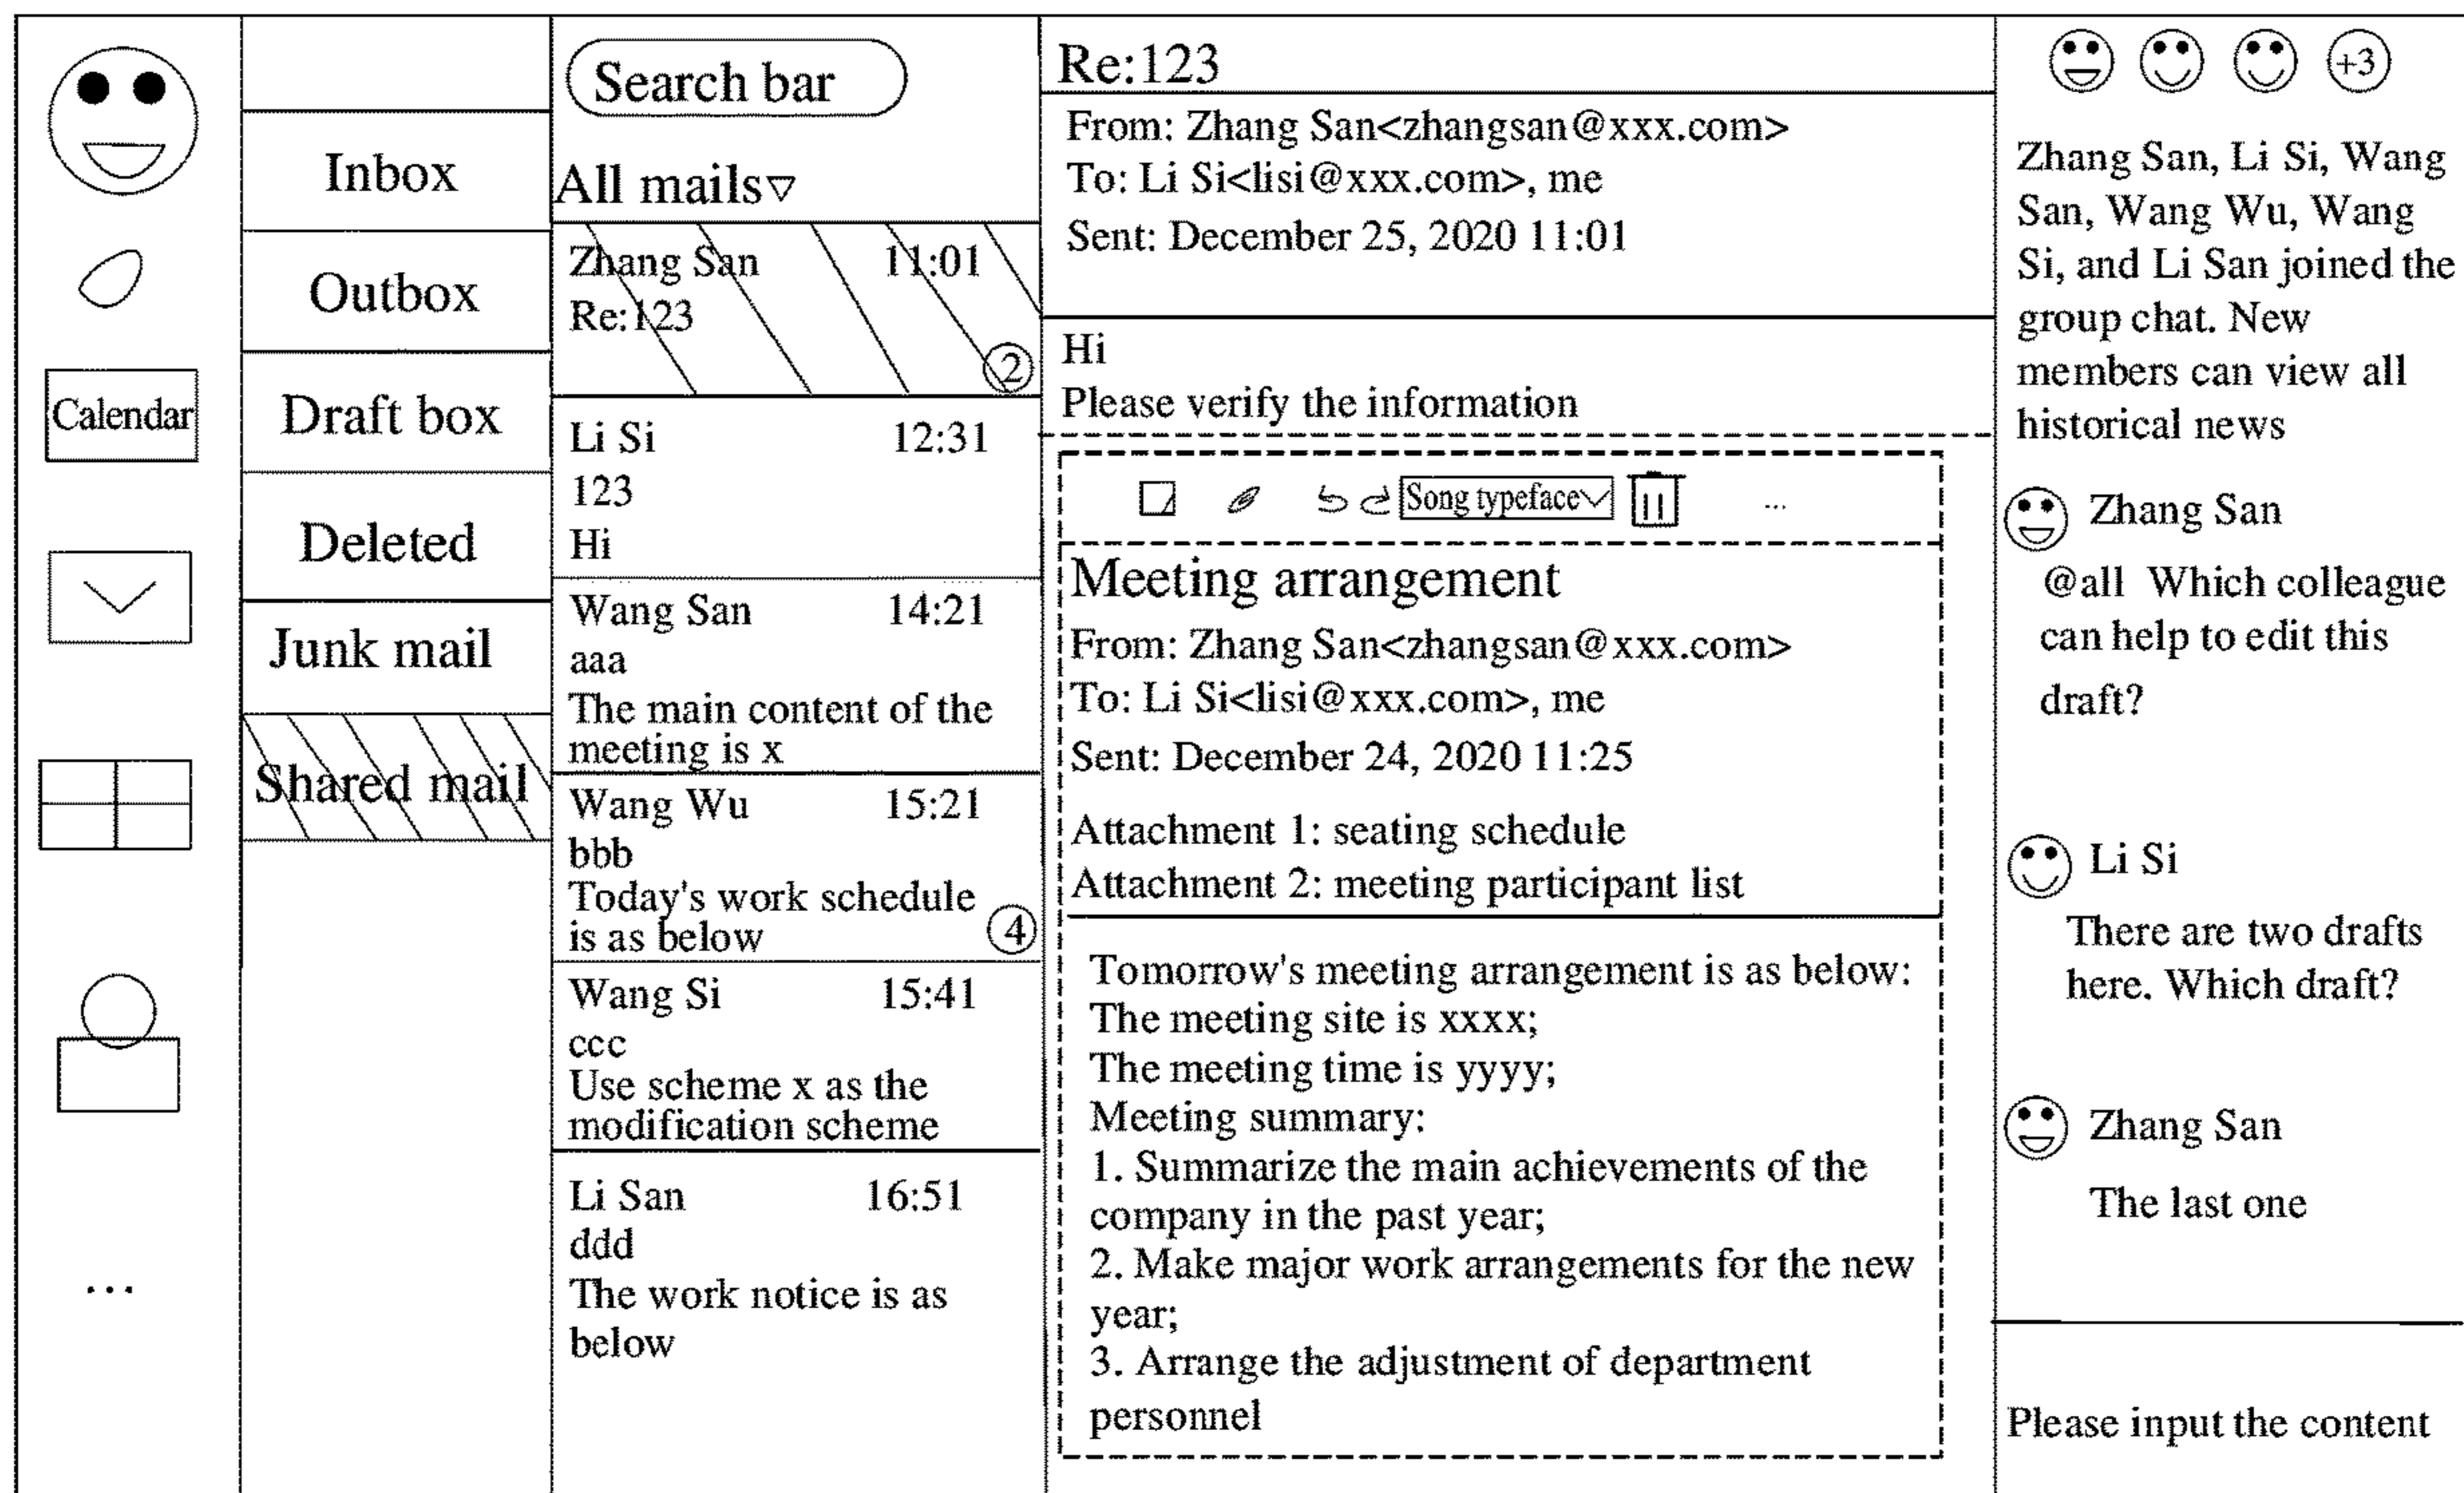 Calendar
...
Inbox
Outbox
Draft box
Deleted
Junk mail
Shared mail
Search bar
All mails
Zhang San 11:01
Re:123
2
Li Si 12:31
123
Hi
Wang San 14:21
aaa
The main content of the
meeting is x
Wang Wu 15:21
bbb
Today's work schedule
is as below
4
Wang Si 15:41
ccc
Use scheme x as the
modification scheme
Li San 16:51
ddd
The work notice is as
below
Re:123
From: Zhang San<zhangsan@xxx.com>
To: Li Si<lisi@xxx.com>, me
Sent: December 25, 2020 11:01
Hi
Please verify the information
Song typeface
...
Meeting arrangement
From: Zhang San<zhangsan@xxx.com>
To: Li Si<lisi@xxx.com>, me
Sent: December 24, 2020 11:25
Attachment 1: seating schedule
Attachment 2: meeting participant list
Tomorrow's meeting arrangement is as below:
The meeting site is xxxx;
The meeting time is yyyy;
Meeting summary:
1. Summarize the main achievements of the
company in the past year;
2. Make major work arrangements for the new
year;
3. Arrange the adjustment of department
personnel
+3
Zhang San, Li Si, Wang
San, Wang Wu, Wang
Si, and Li San joined the
group chat. New
members can view all
historical news
Zhang San
@all Which colleague
can help to edit this
draft?
Li Si
There are two drafts
here. Which draft?
Zhang San
The last one
Please input the content